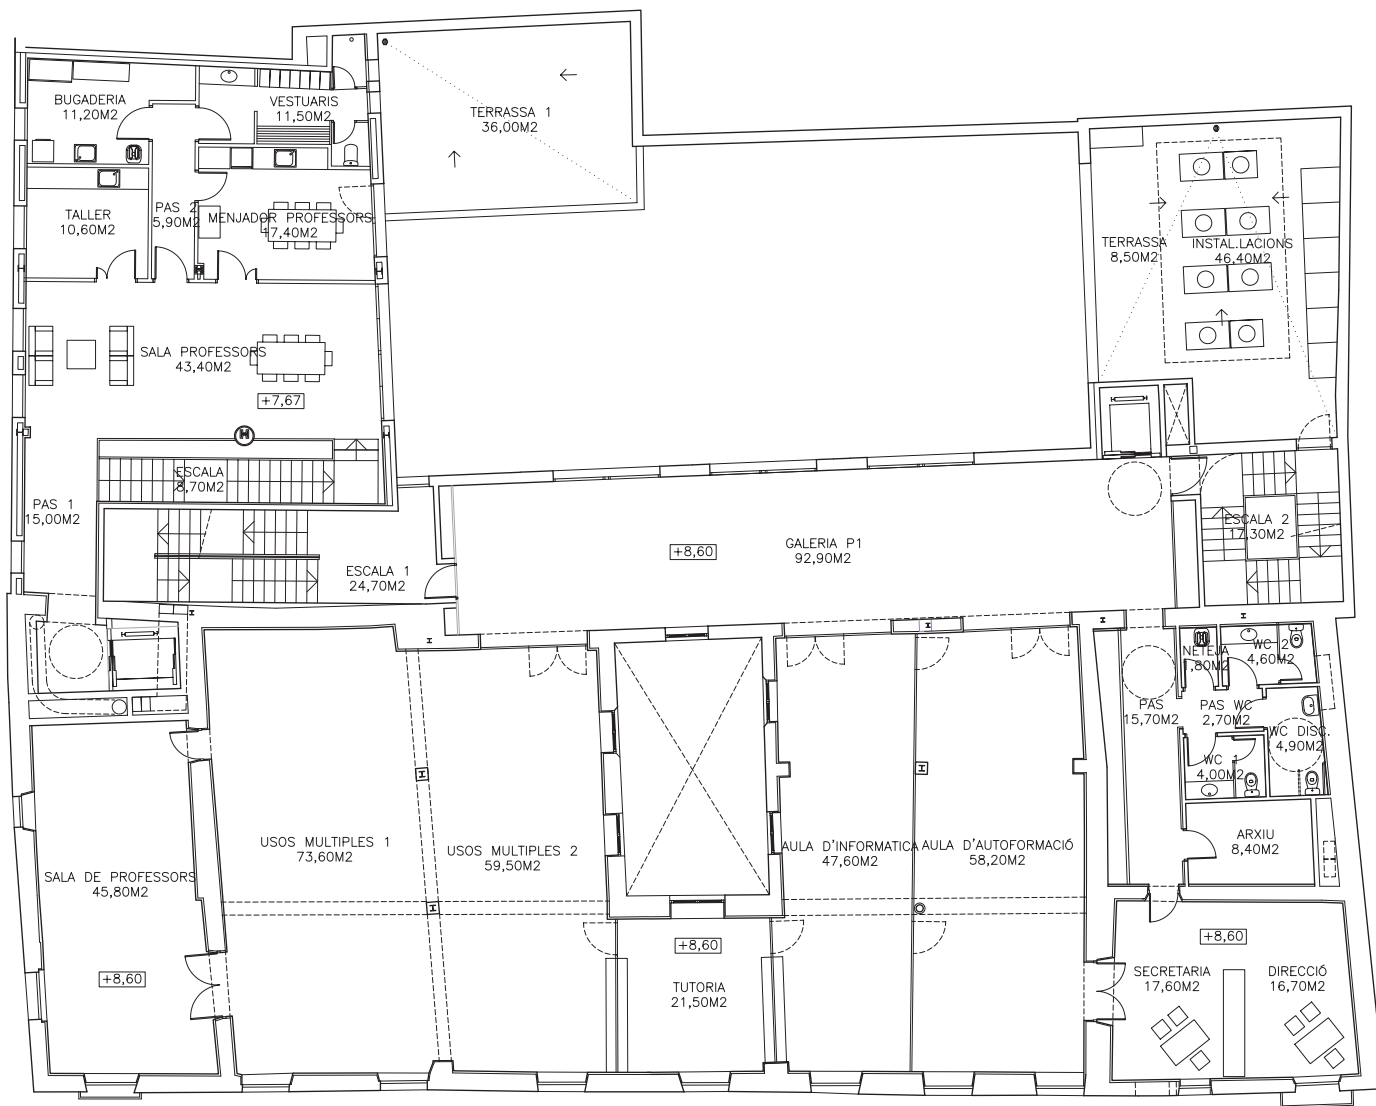 BUGADERIA
11,20M2
VESTUARIS
11,50M2
TERRASSA 1
36,00M2
TALLER
10,60M2
PAS 2
5,90M2
MENJADOR PROFESSORS
17,40M2
TERRASSA
8,50M2
INSTAL.LACIONS
46,40M2
SALA PROFESSORS
43,40M2
+7,67
ESCALA
8,70M2
PAS 1
15,00M2
ESCALA 1
24,70M2
+8,60
GALERIA P1
92,90M2
ESCALA 2
17,30M2
NETEJA
1,80M2
WC 2
4,60M2
PAS
15,70M2
PAS WC
2,70M2
WC DISC.
4,90M2
WC 1
4,00M2
USOS MULTIPLES 1
73,60M2
USOS MULTIPLES 2
59,50M2
AULA D'INFORMATICA
47,60M2
AULA D'AUTOFORMACIÓ
58,20M2
ARXIU
8,40M2
SALA DE PROFESSORS
45,80M2
+8,60
+8,60
TUTORIA
21,50M2
+8,60
SECRETARIA
17,60M2
DIRECCIÓ
16,70M2